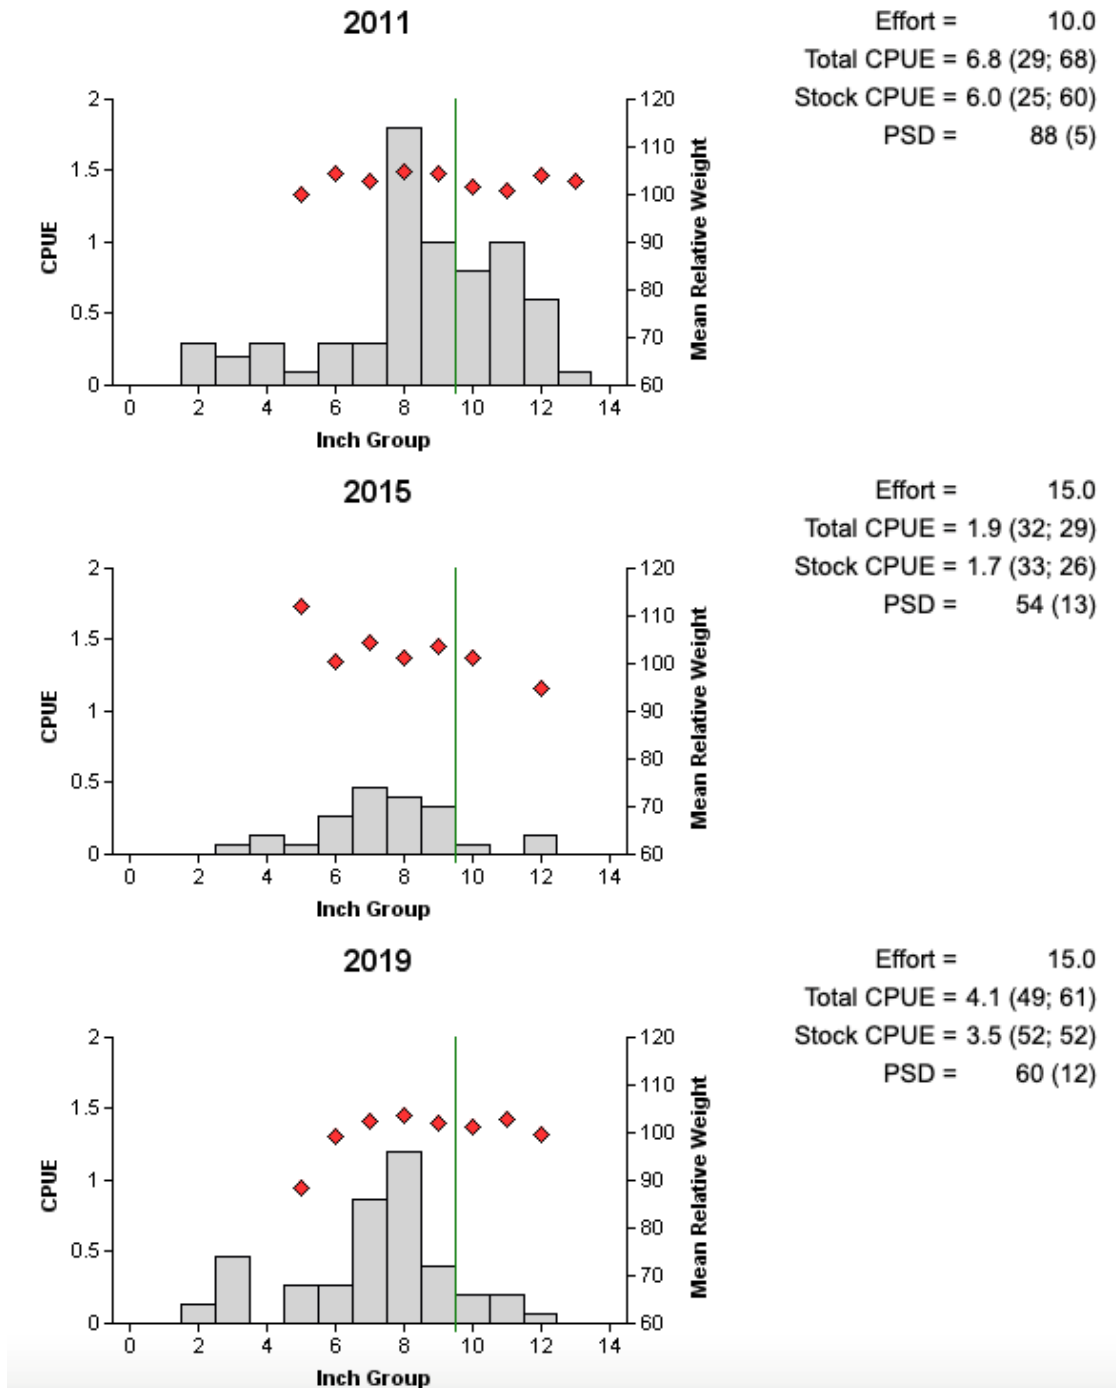 2011
Effort = 10.0
Total CPUE = 6.8 (29; 68)
Stock CPUE = 6.0 (25; 60)
PSD = 88 (5)
2 120
110
1.5 100
1 90
80
0.5 70
0 60
CPUE
Mean Relative Weight
0 2 4 6 8 10 12 14
Inch Group
2015
Effort = 15.0
Total CPUE = 1.9 (32; 29)
Stock CPUE = 1.7 (33; 26)
PSD = 54 (13)
2 120
110
1.5 100
1 90
80
0.5 70
0 60
CPUE
Mean Relative Weight
0 2 4 6 8 10 12 14
Inch Group
2019
Effort = 15.0
Total CPUE = 4.1 (49; 61)
Stock CPUE = 3.5 (52; 52)
PSD = 60 (12)
2 120
110
1.5 100
1 90
80
0.5 70
0 60
CPUE
Mean Relative Weight
0 2 4 6 8 10 12 14
Inch Group